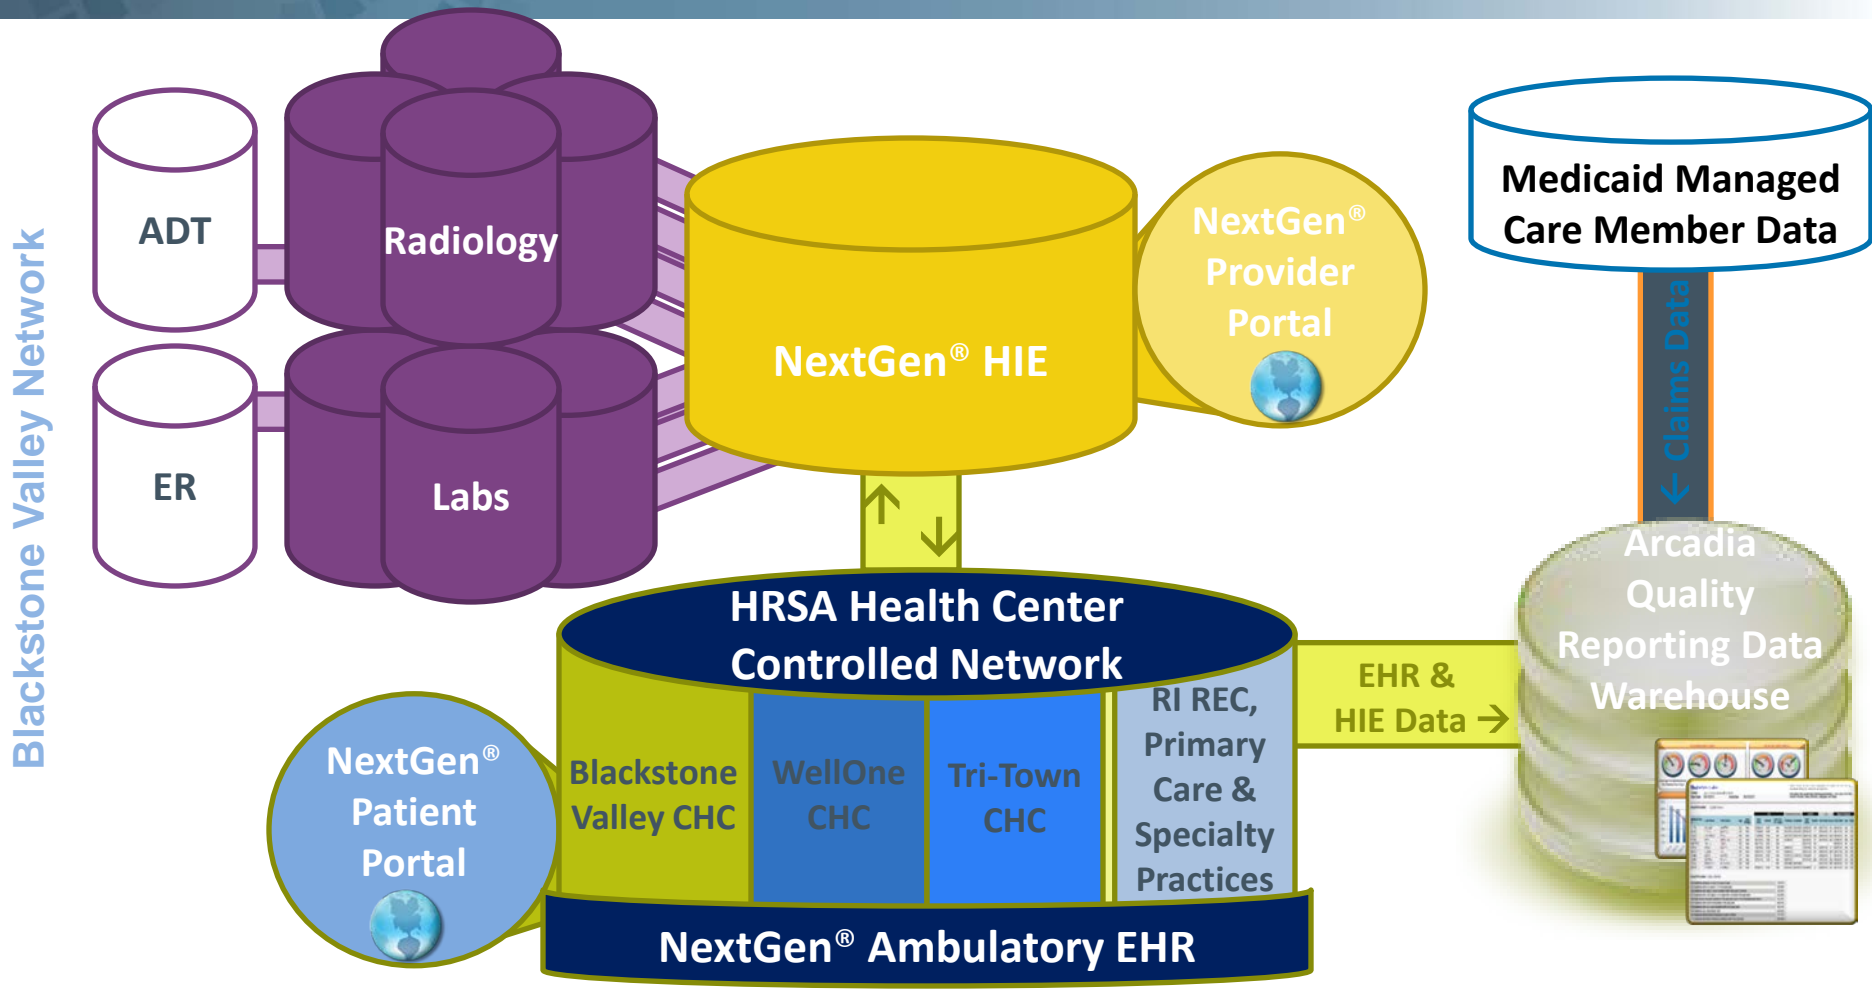 Blackstone Valley Network
ADT
Radiology
ER
Labs
NextGen® HIE
NextGen®
Provider
Portal
Medicaid Managed
Care Member Data
← Claims Data
↑
↓
HRSA Health Center
Controlled Network
Blackstone
Valley CHC
WellOne
CHC
Tri-Town
CHC
RI REC,
Primary
Care &
Specialty
Practices
EHR &
HIE Data →
Arcadia
Quality
Reporting Data
Warehouse
NextGen®
Patient
Portal
NextGen® Ambulatory EHR